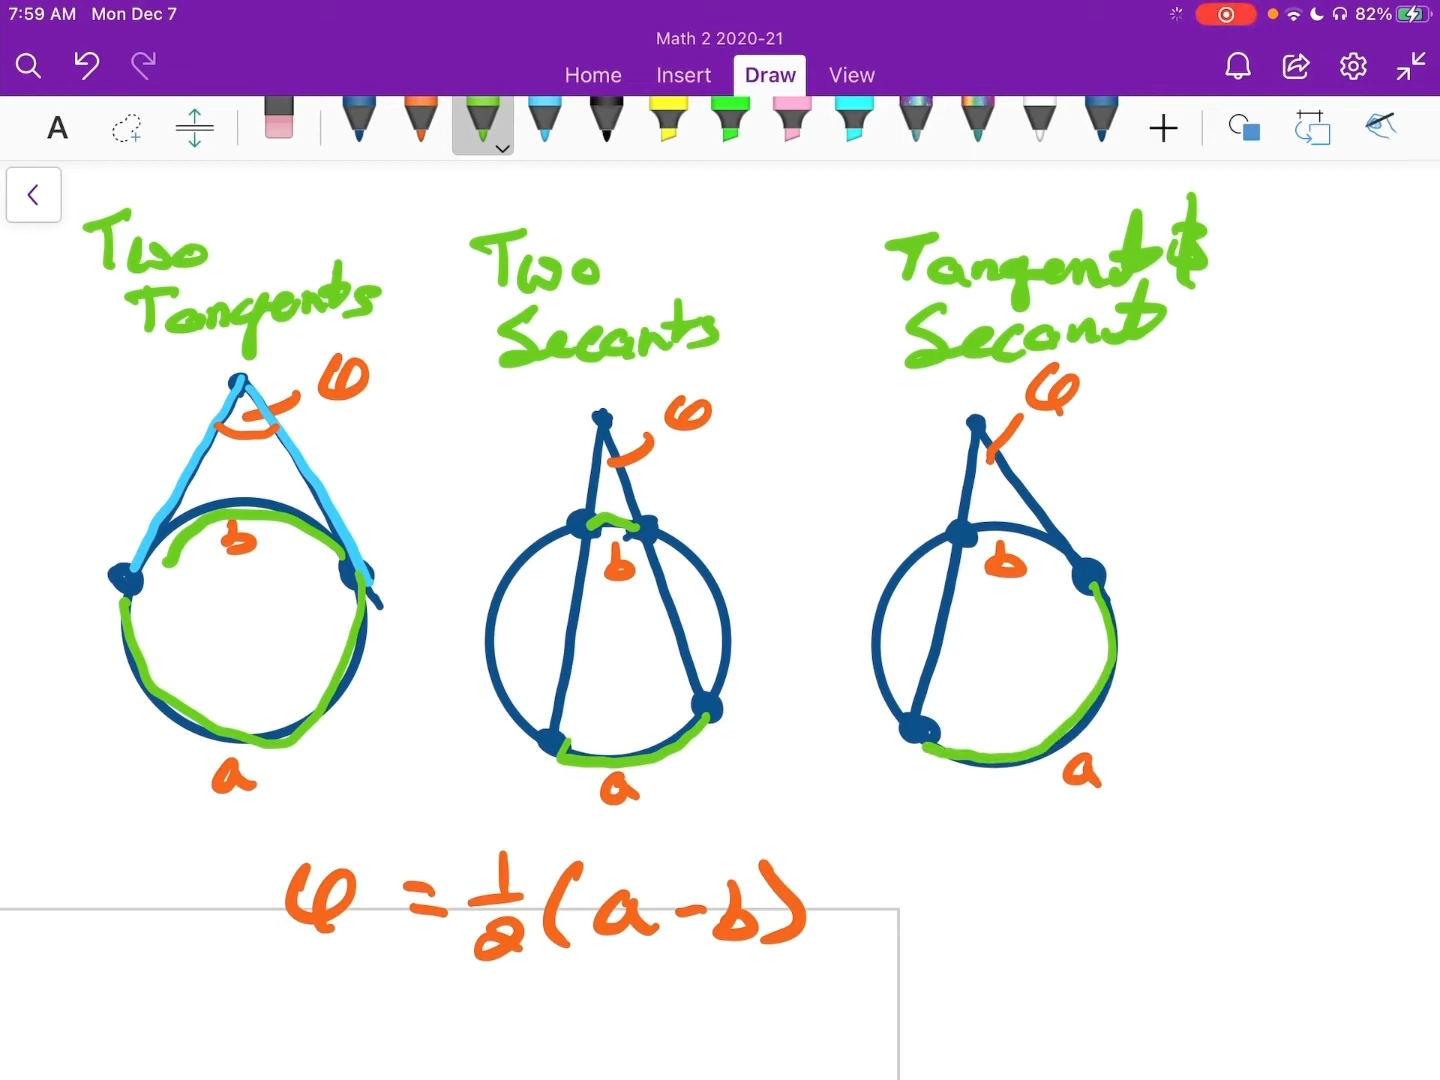 7:59 AM Mon Dec 7
82%
Math 2 2020-21
Home Insert Draw View
A
Two
Tangents
Two
Secants
Tangent &
Secant
φ
φ
φ
b
b
b
a
a
a
φ = 1/2 (a - b)